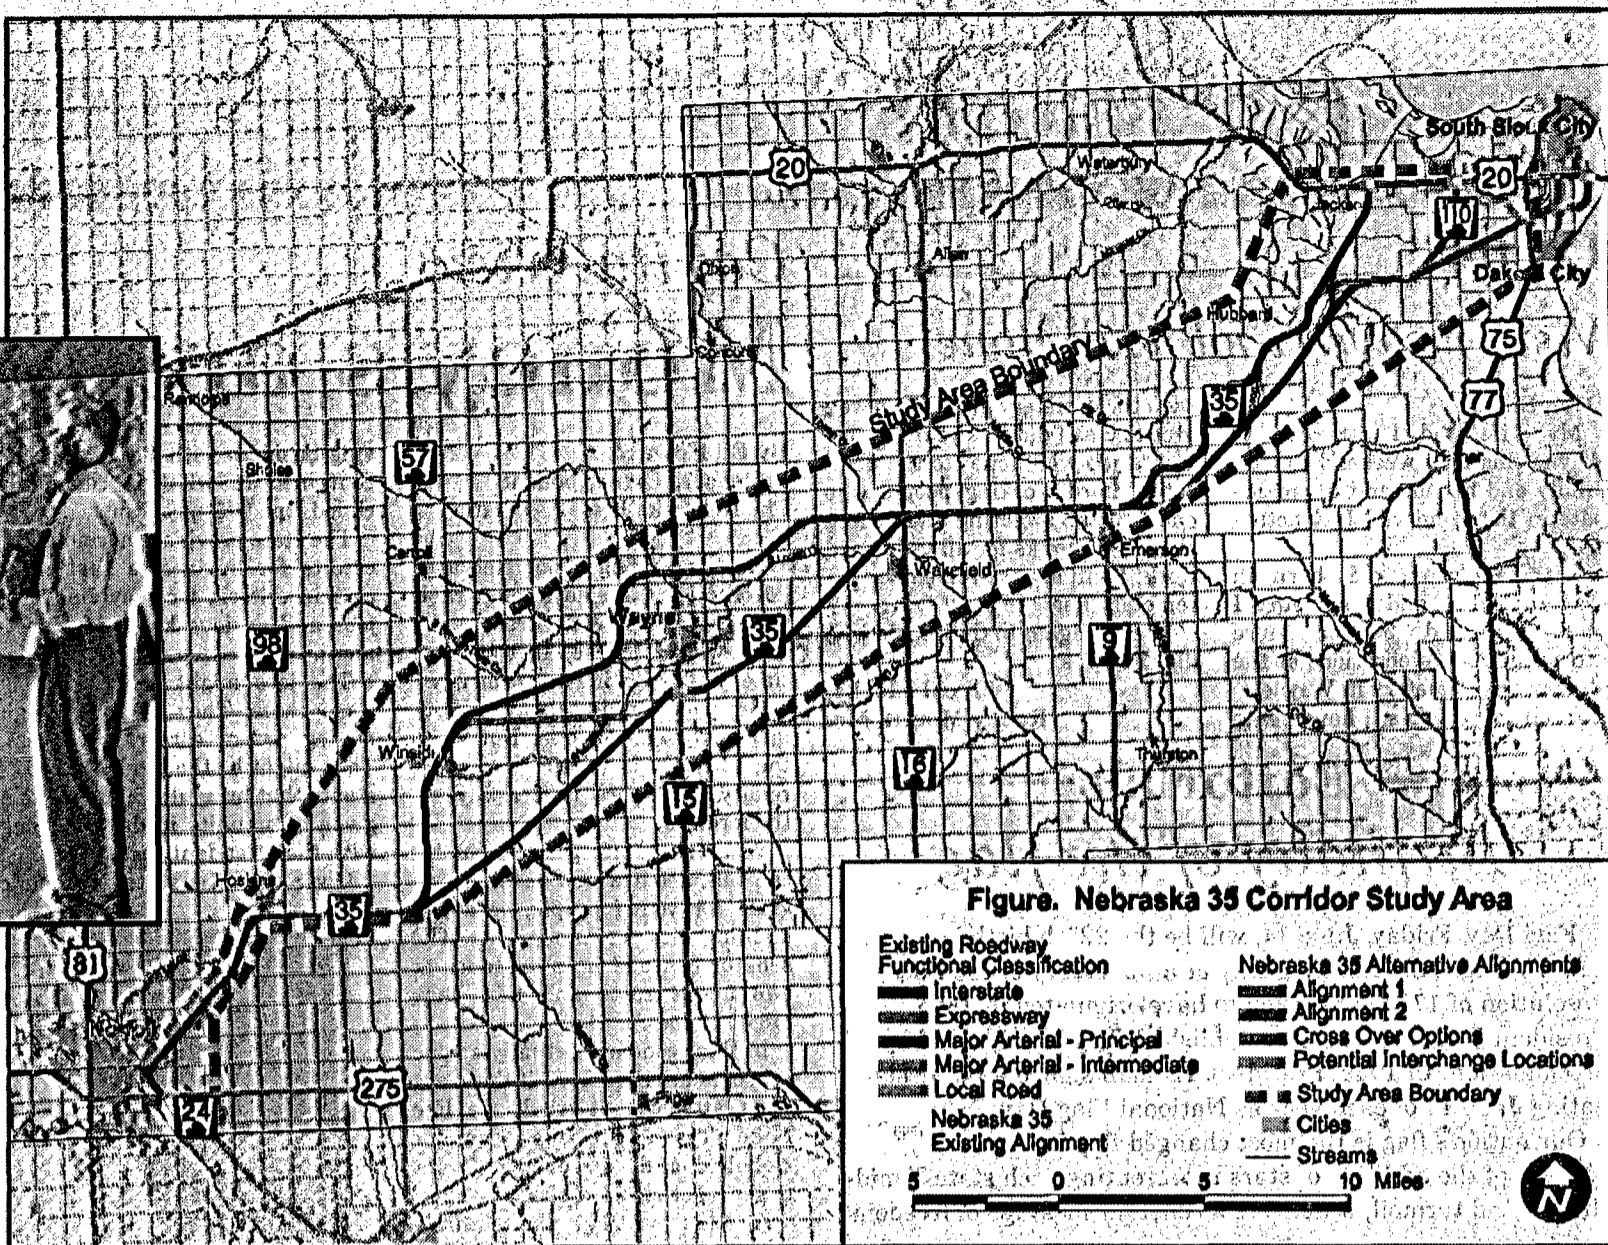 South Sioux City
20
Waterbury
20
Jackson
110
Dixon
Allen
Dakota City
Hubbard
75
Concord
Study Area Boundary
35
77
Randolph
Sholes
57
Carroll
Emerson
Wakefield
Wayne
35
98
9
Winside
Thurston
16
15
Hoskins
35
81
Norfolk
275
Pilger
24
Figure. Nebraska 35 Corridor Study Area
Existing Roadway
Functional Classification
Interstate
Expressway
Major Arterial - Principal
Major Arterial - Intermediate
Local Road
Nebraska 35
Existing Alignment
Nebraska 35 Alternative Alignments
Alignment 1
Alignment 2
Cross Over Options
Potential Interchange Locations
Study Area Boundary
Cities
Streams
5 0 5 10 Miles
N